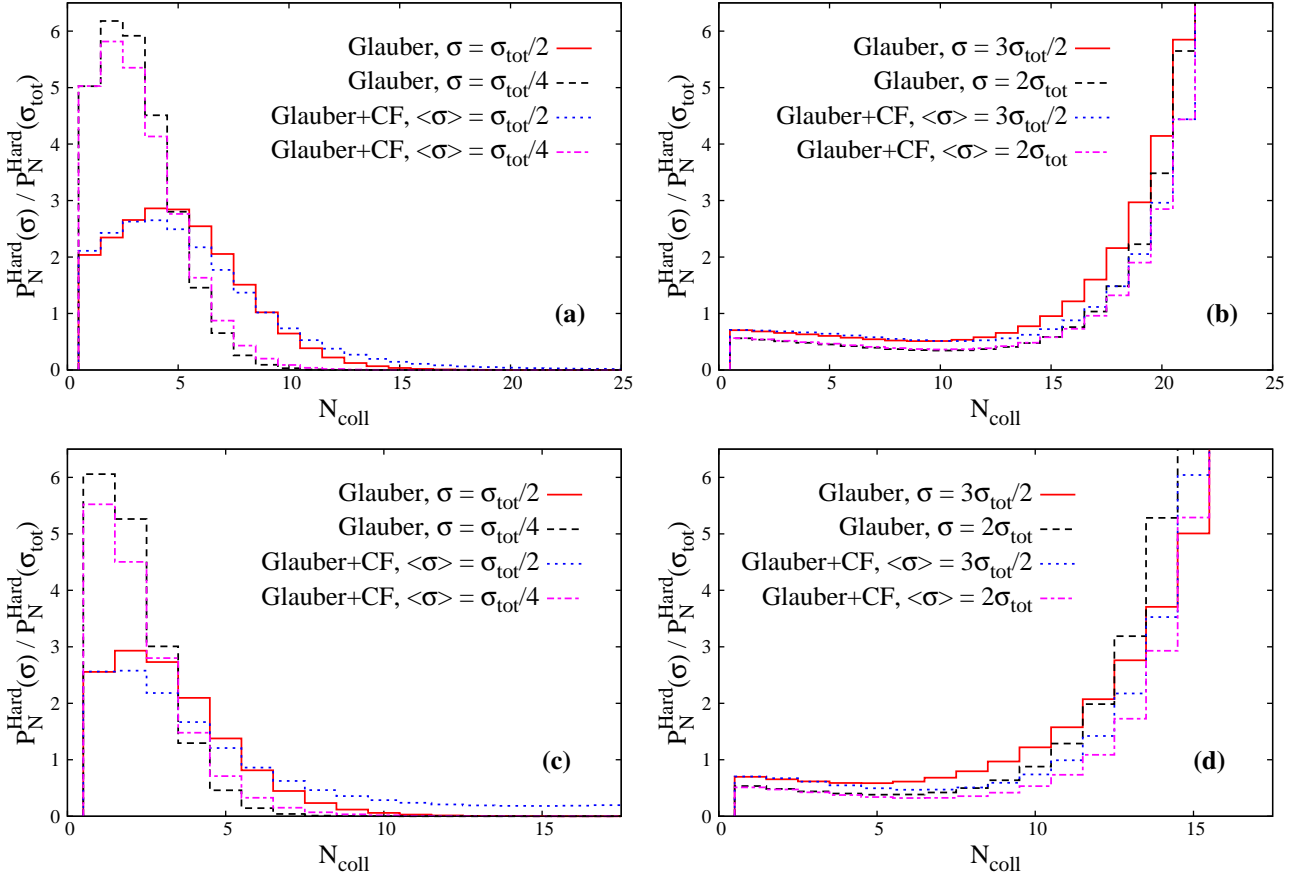 P_N^Hard(σ) / P_N^Hard(σ_tot)
6
5
4
3
2
1
0
Glauber, σ = σ_tot/2
Glauber, σ = σ_tot/4
Glauber+CF, <σ> = σ_tot/2
Glauber+CF, <σ> = σ_tot/4
(a)
0 5 10 15 20 25
N_coll
P_N^Hard(σ) / P_N^Hard(σ_tot)
6
5
4
3
2
1
0
Glauber, σ = 3σ_tot/2
Glauber, σ = 2σ_tot
Glauber+CF, <σ> = 3σ_tot/2
Glauber+CF, <σ> = 2σ_tot
(b)
0 5 10 15 20 25
N_coll
P_N^Hard(σ) / P_N^Hard(σ_tot)
6
5
4
3
2
1
0
Glauber, σ = σ_tot/2
Glauber, σ = σ_tot/4
Glauber+CF, <σ> = σ_tot/2
Glauber+CF, <σ> = σ_tot/4
(c)
0 5 10 15
N_coll
P_N^Hard(σ) / P_N^Hard(σ_tot)
6
5
4
3
2
1
0
Glauber, σ = 3σ_tot/2
Glauber, σ = 2σ_tot
Glauber+CF, <σ> = 3σ_tot/2
Glauber+CF, <σ> = 2σ_tot
(d)
0 5 10 15
N_coll